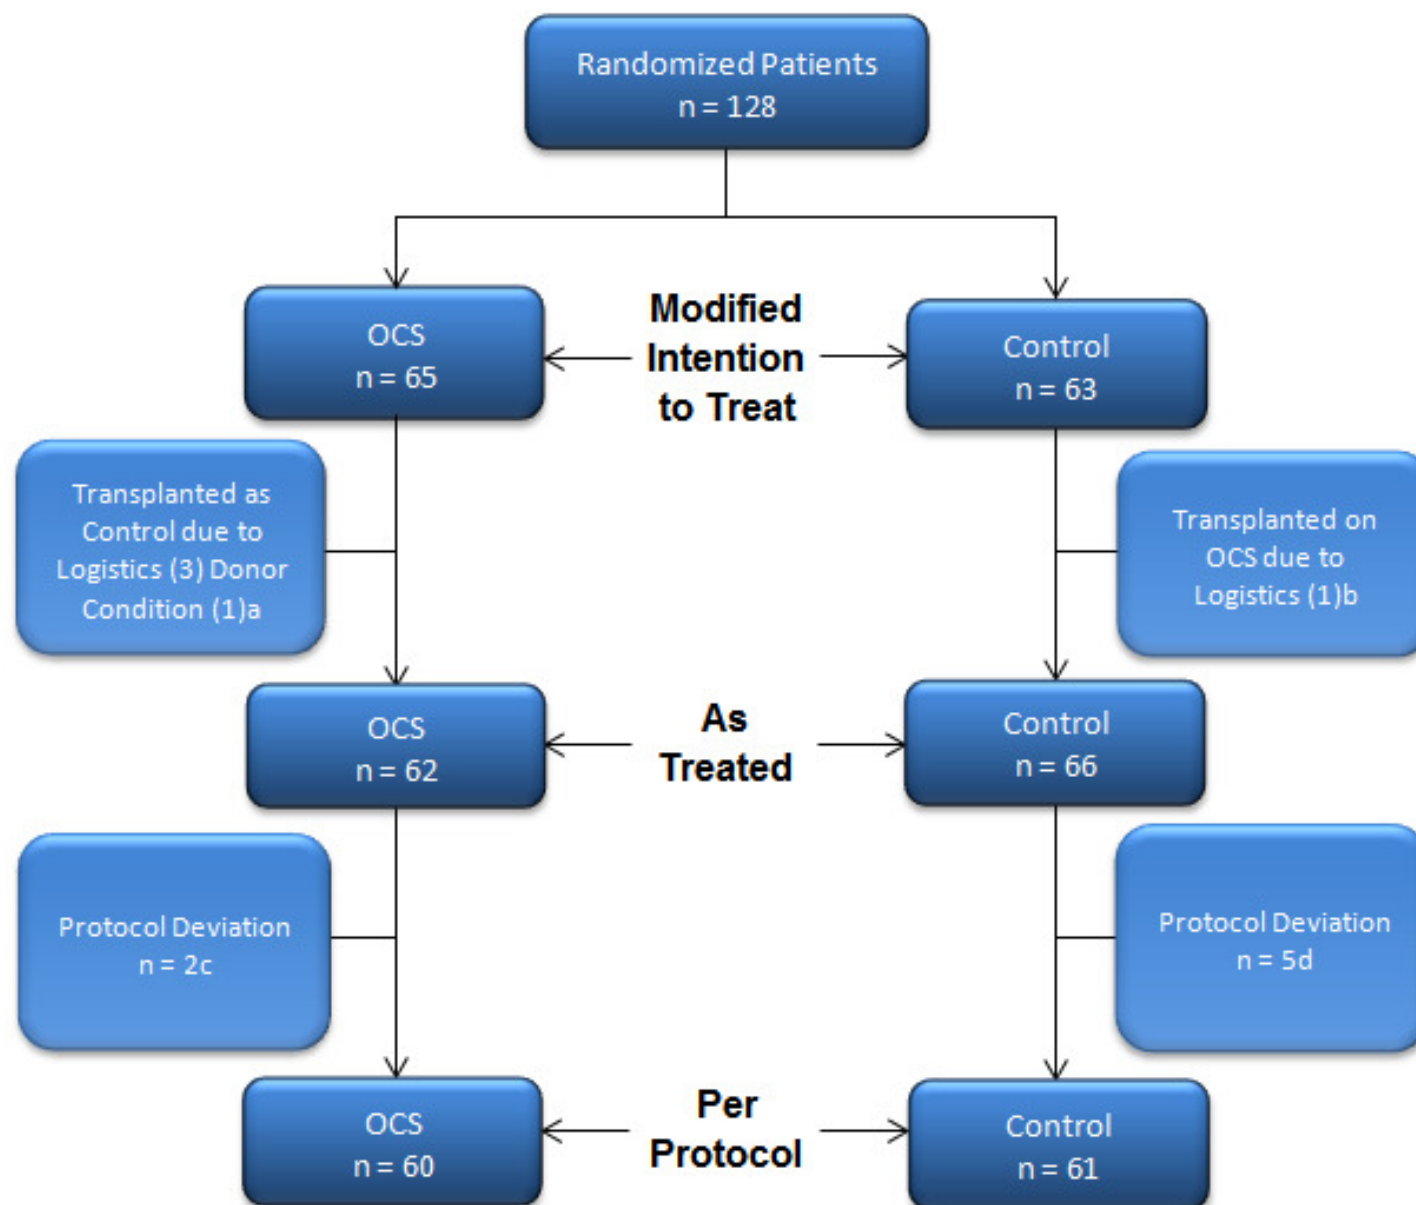 Randomized Patients
n = 128
OCS
n = 65
Modified
Intention
to Treat
Control
n = 63
Transplanted as
Control due to
Logistics (3) Donor
Condition (1)a
Transplanted on
OCS due to
Logistics (1)b
OCS
n = 62
As
Treated
Control
n = 66
Protocol Deviation
n = 2c
Protocol Deviation
n = 5d
OCS
n = 60
Per
Protocol
Control
n = 61